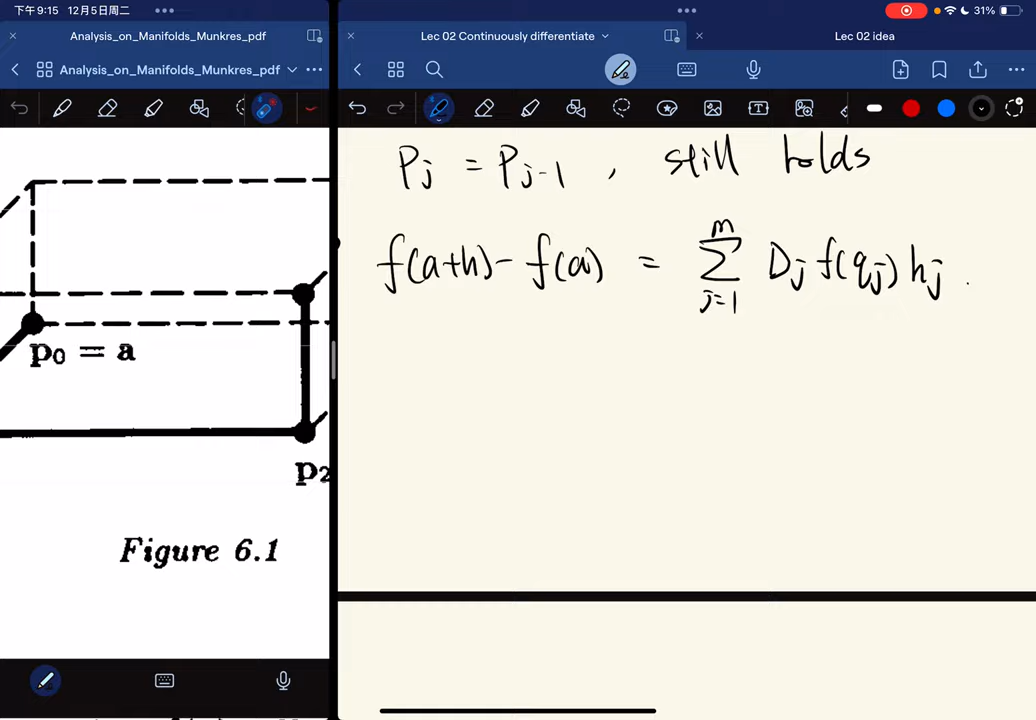 下午9:15 12月5日周二
31%
Analysis_on_Manifolds_Munkres_pdf
Lec 02 Continuously differentiate
Lec 02 idea
Analysis_on_Manifolds_Munkres_pdf
p₀ = a
p₂
Figure 6.1
Pⱼ = Pⱼ₋₁ , still holds
f(a+h) - f(a) = ∑_{j=1}^{m} Dⱼ f(qⱼ) hⱼ .